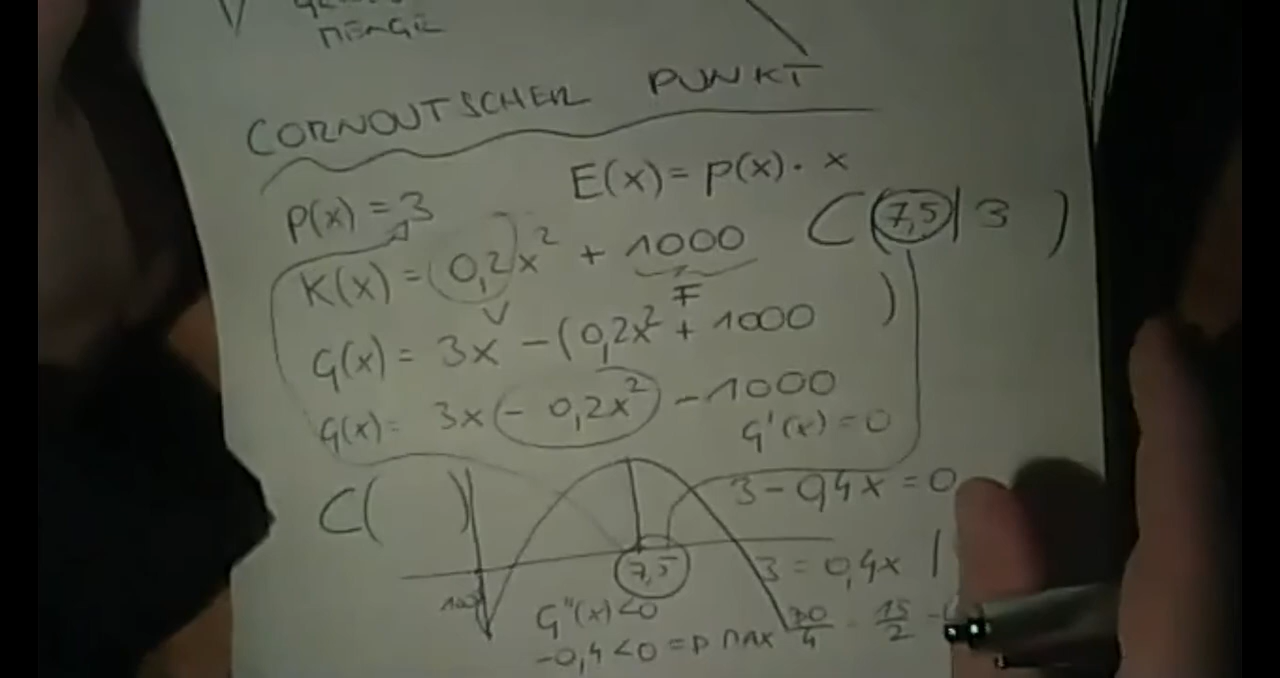 MENGE
CORNOUTSCHER PUNKT
E(x) = p(x) · x
P(x) = 3
C(7,5|3)
K(x) = 0,2x² + 1000
F
V
G(x) = 3x - (0,2x² + 1000)
G(x) = 3x - 0,2x² - 1000
G'(x) = 0
C( )
3 - 0,4x = 0
7,5
3 = 0,4x |
G''(x) < 0
30/4 = 15/2
-0,4 < 0 => MAX